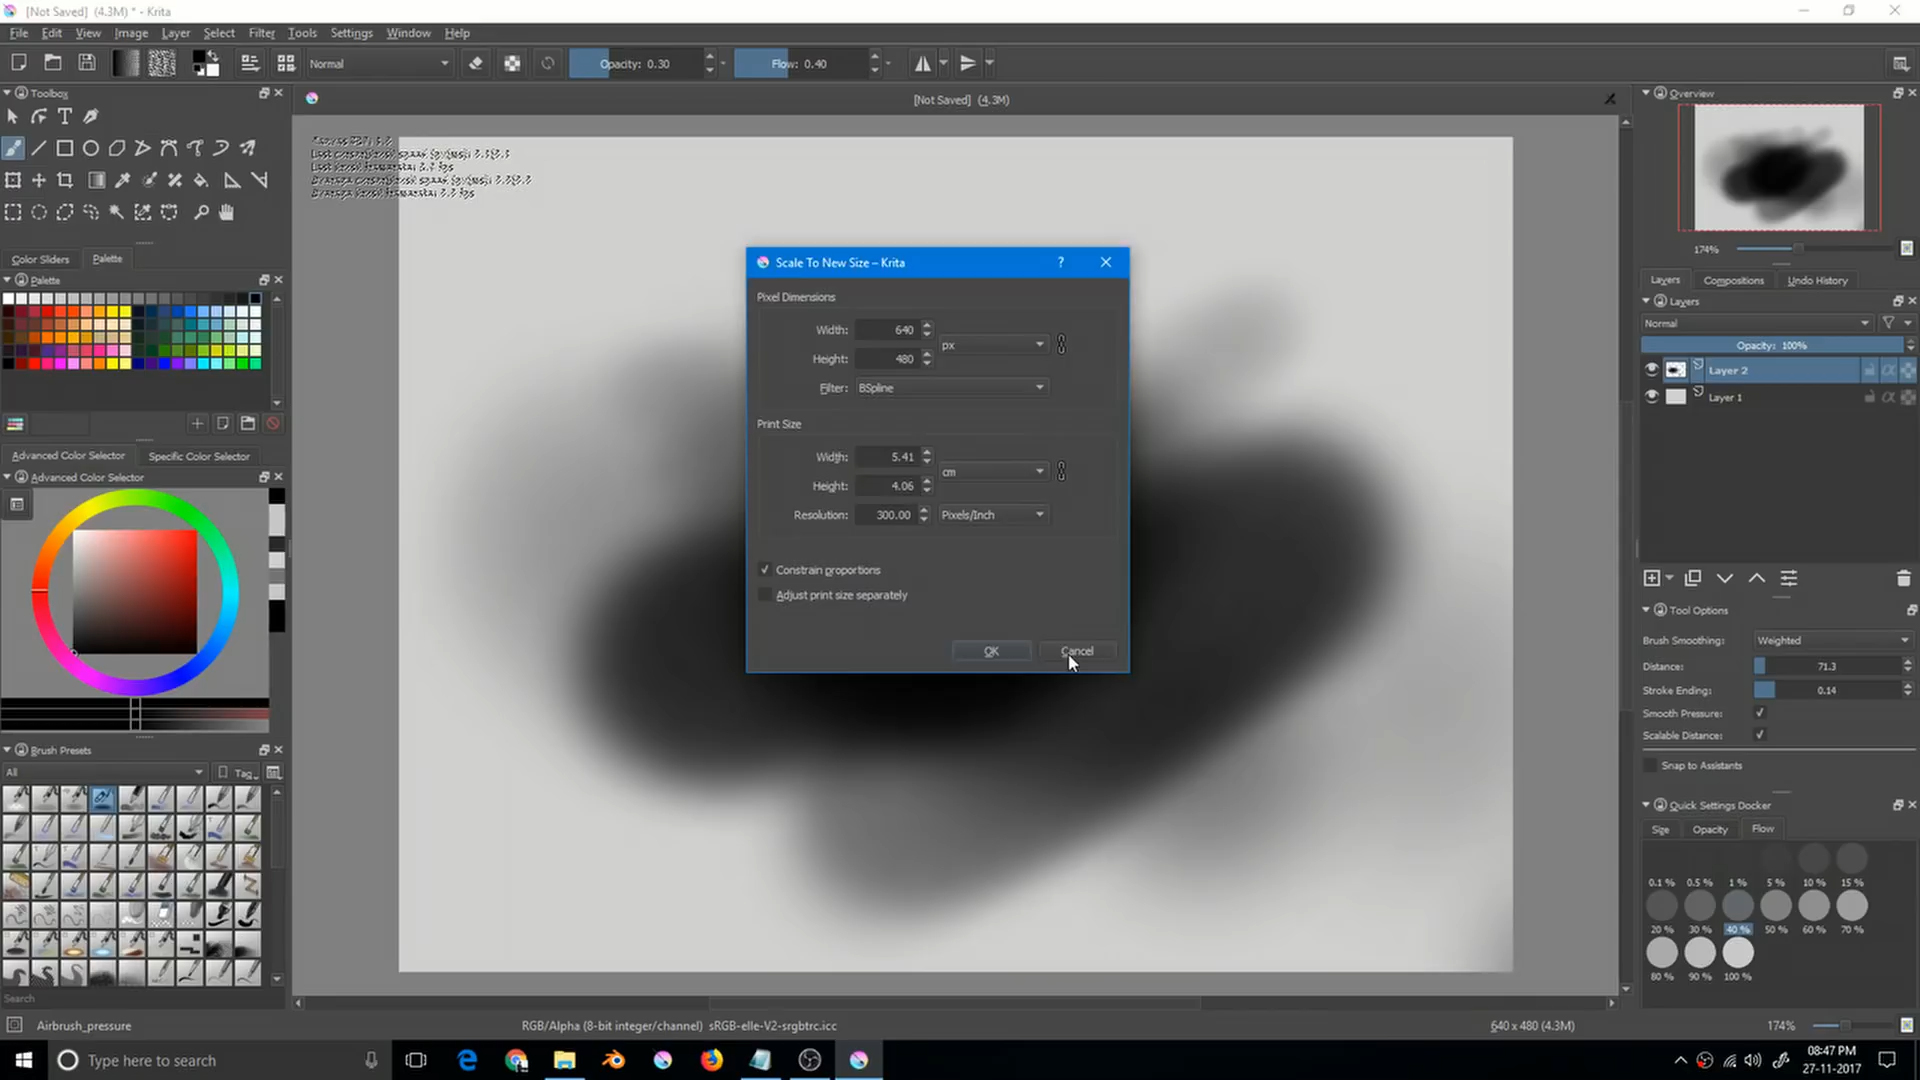 [Not Saved] (4.3M) * - Krita
File Edit View Image Layer Select Filter Tools Settings Window Help
Normal Opacity: 0.30 Flow: 0.40
Toolbox
[Not Saved] (4.3M)
Color Sliders Palette
Palette
Advanced Color Selector Specific Color Selector
Advanced Color Selector
Brush Presets
All Tag
Search
Scale To New Size – Krita ?
Pixel Dimensions
Width: 640
px
Height: 480
Filter: BSpline
Print Size
Width: 5.41
cm
Height: 4.06
Resolution: 300.00 Pixels/Inch
Constrain proportions
Adjust print size separately
OK Cancel
Overview
174%
Layers Compositions Undo History
Layers
Normal
Opacity: 100%
Layer 2
Layer 1
Tool Options
Brush Smoothing: Weighted
Distance: 71.3
Stroke Ending: 0.14
Smooth Pressure:
Scalable Distance:
Snap to Assistants
Quick Settings Docker
Size Opacity Flow
0.1 % 0.5 % 1 % 5 % 10 % 15 %
20 % 30 % 40 % 50 % 60 % 70 %
80 % 90 % 100 %
Airbrush_pressure RGB/Alpha (8-bit integer/channel) sRGB-elle-V2-srgbtrc.icc 640 x 480 (4.3M) 174%
Type here to search
08:47 PM
27-11-2017